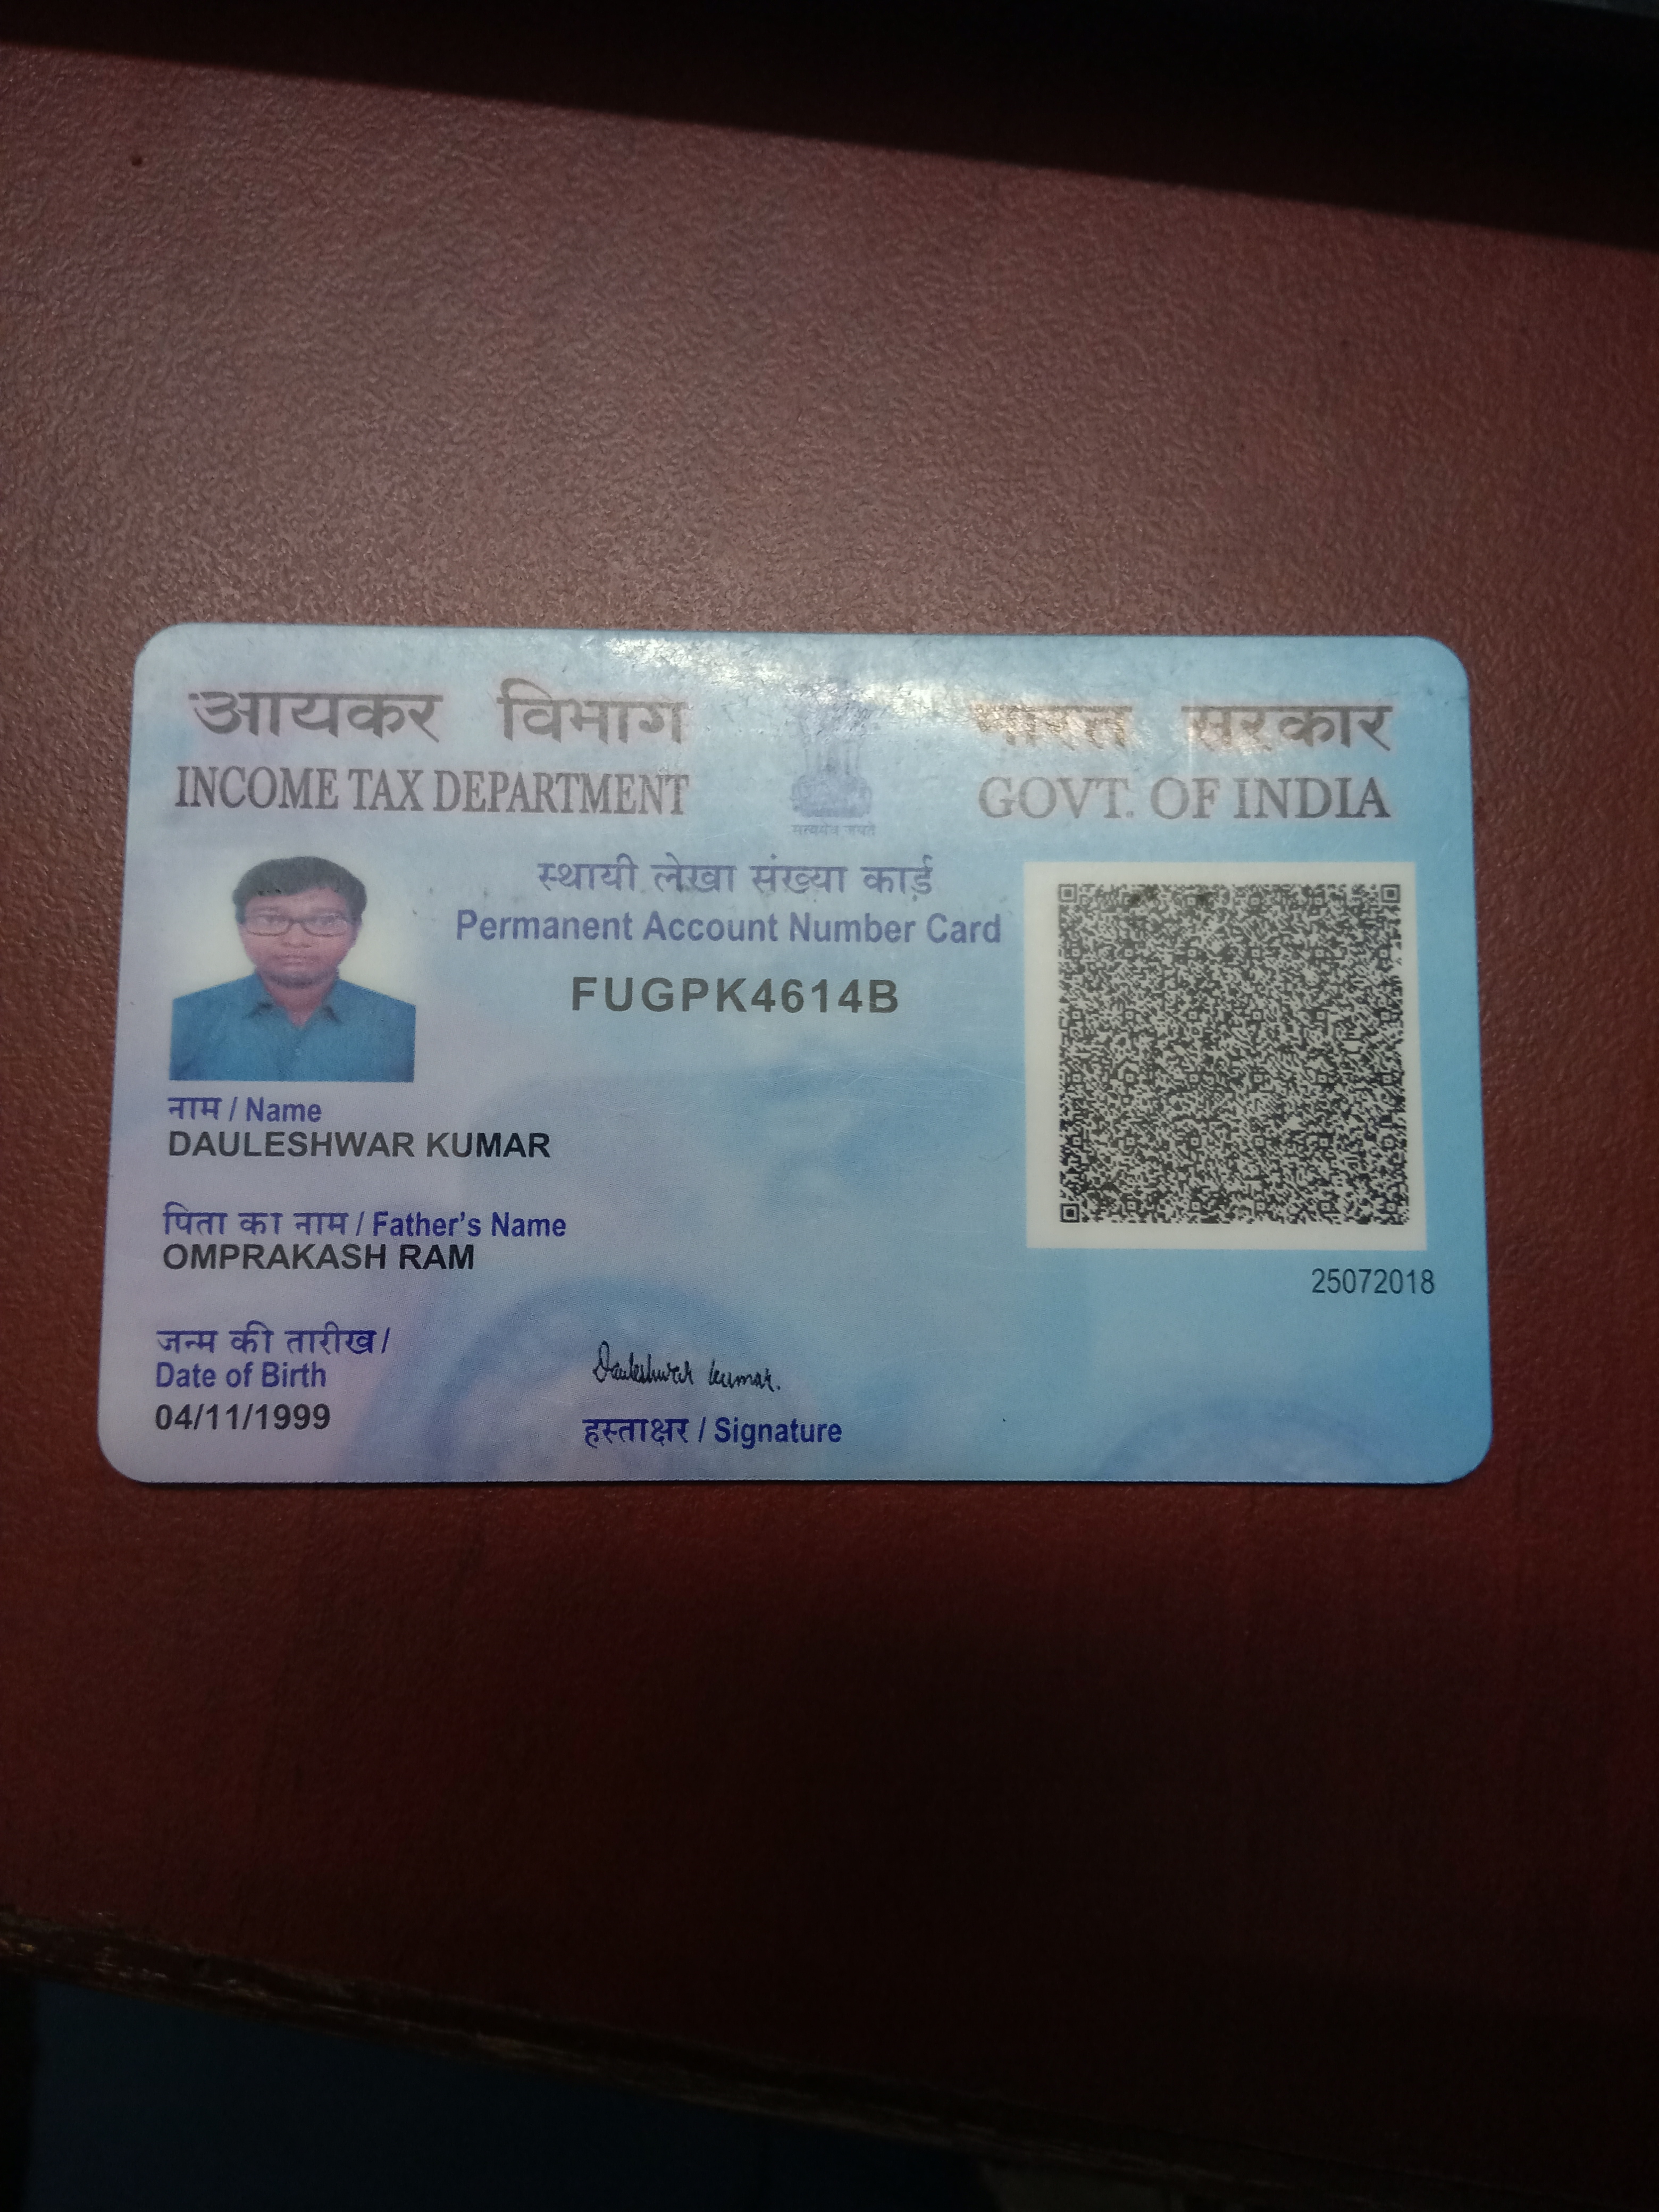 आयकर विभाग
INCOME TAX DEPARTMENT
भारत सरकार
GOVT. OF INDIA
सत्यमेव जयते
स्थायी लेखा संख्या कार्ड
Permanent Account Number Card
FUGPK4614B
नाम / Name
DAULESHWAR KUMAR
पिता का नाम / Father's Name
OMPRAKASH RAM
25072018
जन्म की तारीख /
Date of Birth
04/11/1999
Dauleshwar kumar.
हस्ताक्षर / Signature